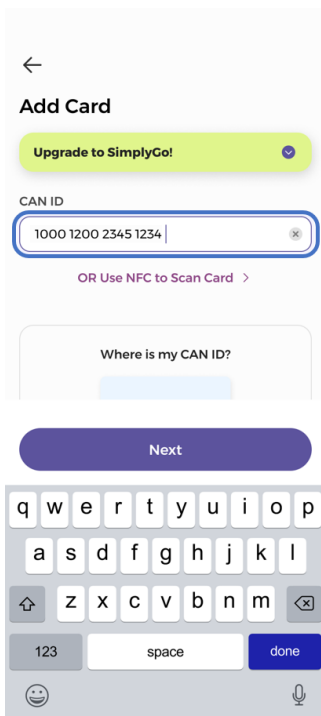 Add Card
Upgrade to SimplyGo!
CAN ID
1000 1200 2345 1234
OR Use NFC to Scan Card
Where is my CAN ID?
Next
q w e r t y u i o p
a s d f g h j k l
z x c v b n m
123 space done